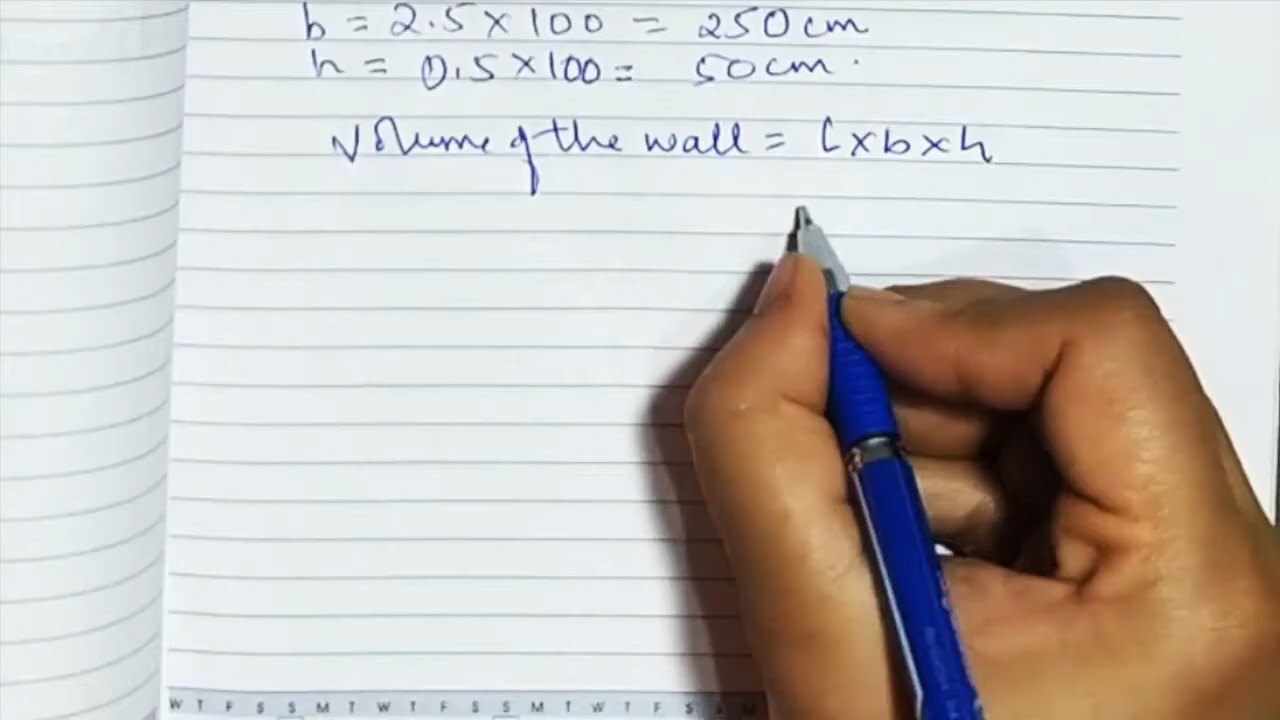 b = 2.5 × 100 = 250 cm
h = 0.5 × 100 = 50 cm.
Volume of the wall = l × b × h
W T F S S M T W T F S S M T W T F S